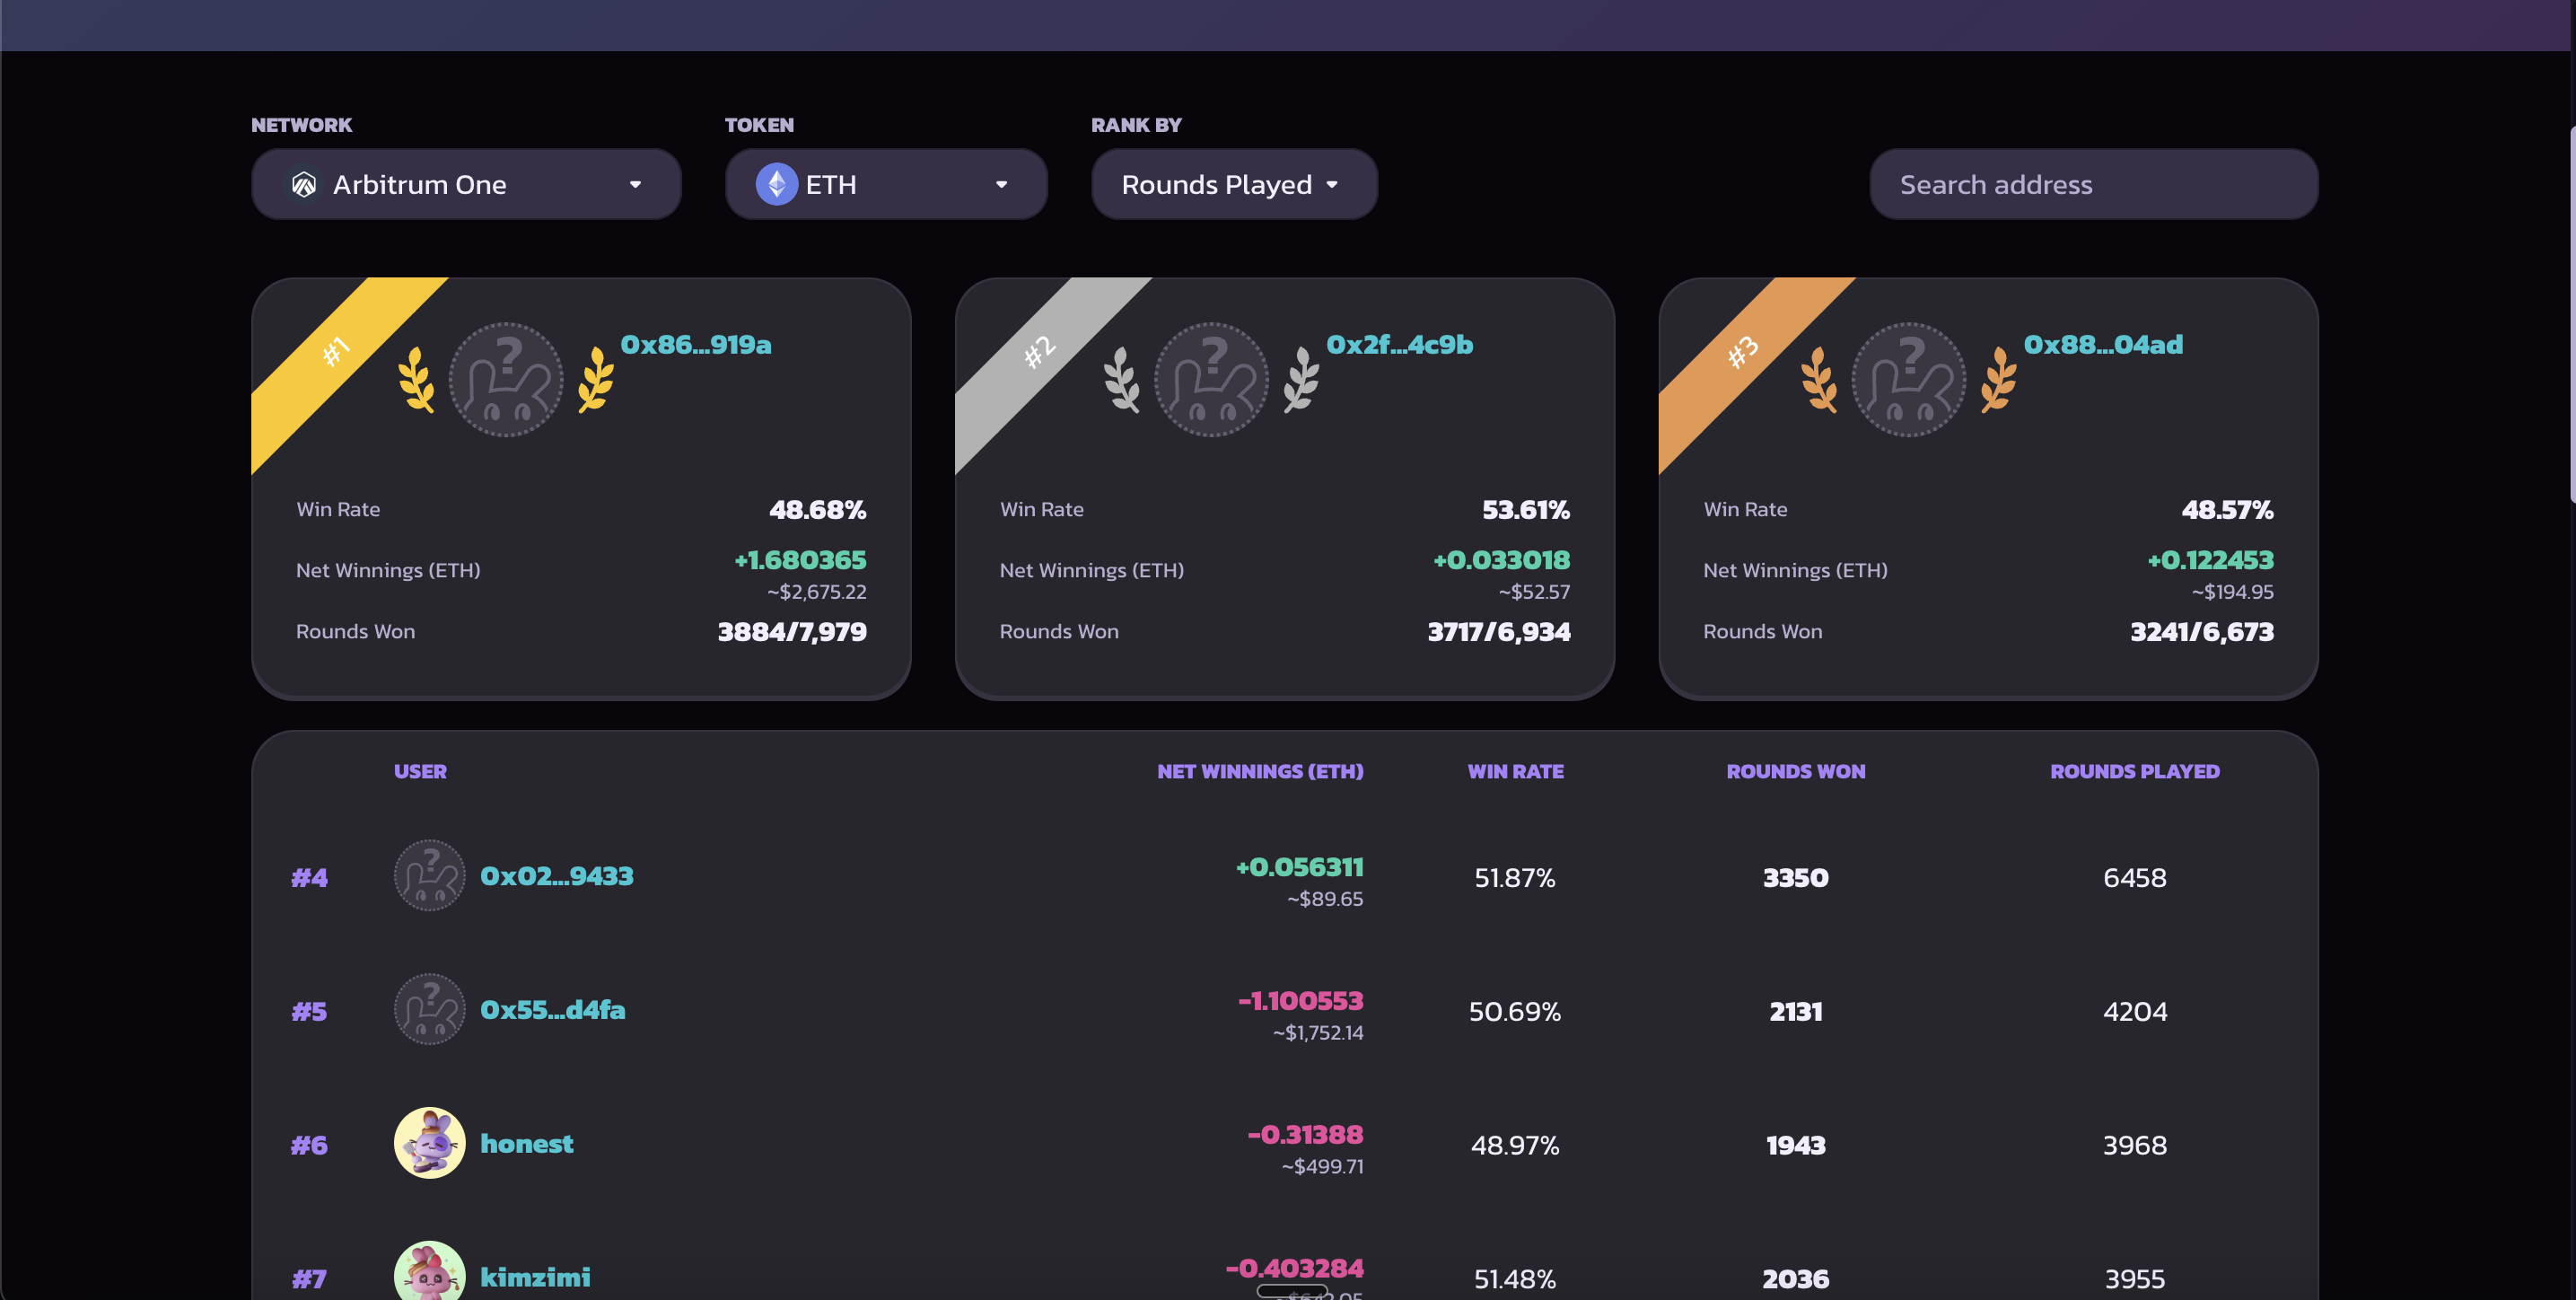 NETWORK
TOKEN
RANK BY
Arbitrum One
ETH
Rounds Played
Search address
#1
0x86...919a
Win Rate
48.68%
Net Winnings (ETH)
+1.680365
~$2,675.22
Rounds Won
3884/7,979
#2
0x2f...4c9b
Win Rate
53.61%
Net Winnings (ETH)
+0.033018
~$52.57
Rounds Won
3717/6,934
#3
0x88...04ad
Win Rate
48.57%
Net Winnings (ETH)
+0.122453
~$194.95
Rounds Won
3241/6,673
USER NET WINNINGS (ETH) WIN RATE ROUNDS WON ROUNDS PLAYED
#4 0x02...9433 +0.056311 51.87% 3350 6458
~$89.65
#5 0x55...d4fa -1.100553 50.69% 2131 4204
~$1,752.14
#6 honest -0.31388 48.97% 1943 3968
~$499.71
#7 kimzimi -0.403284 51.48% 2036 3955